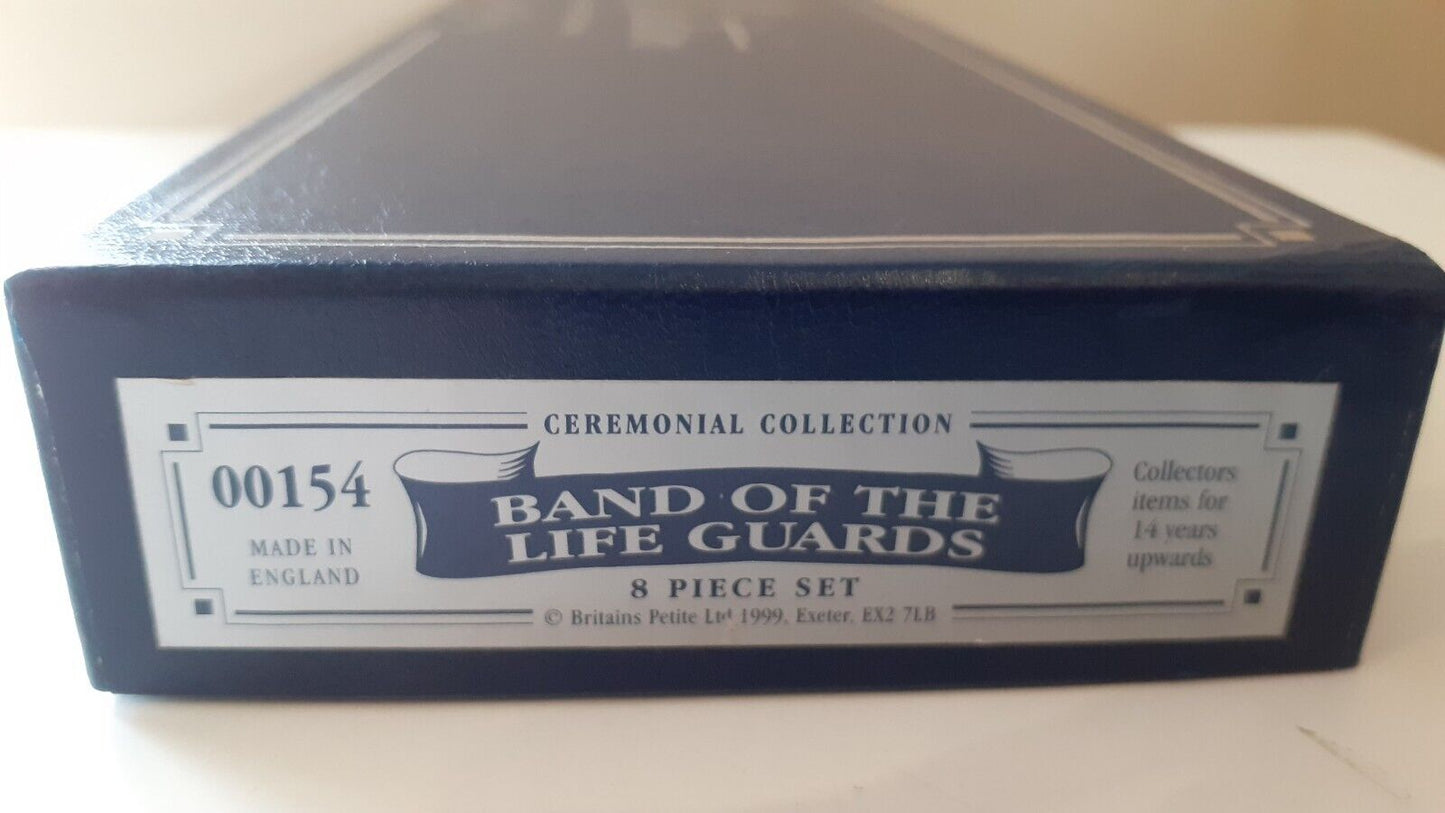 CEREMONIAL COLLECTION
00154
MADE IN
ENGLAND
BAND OF THE
LIFE GUARDS
8 PIECE SET
© Britains Petite Ltd 1999, Exeter, EX2 7LB
Collectors
items for
14 years
upwards